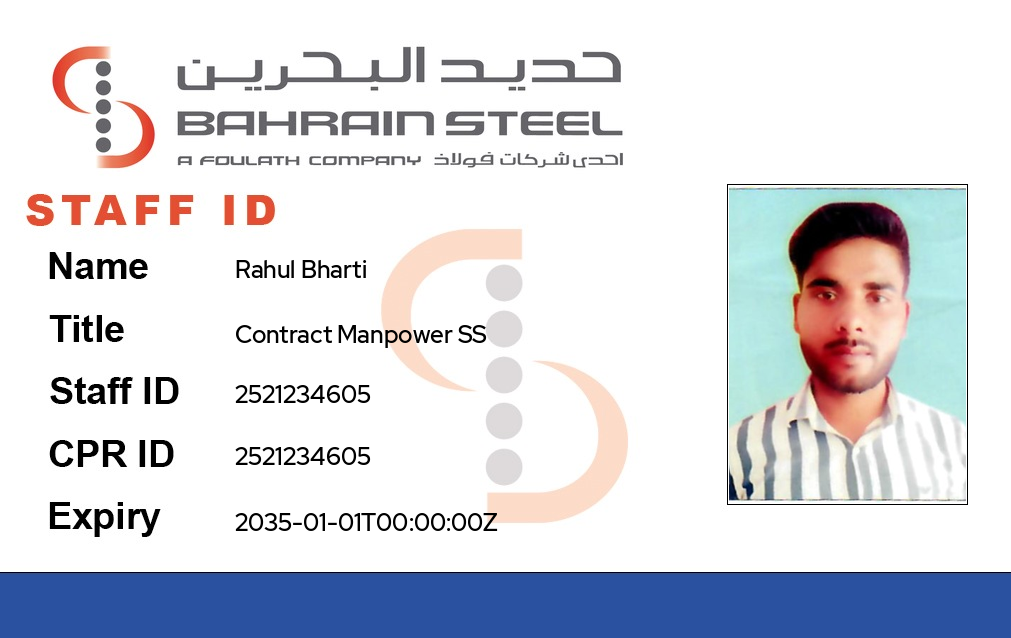 حديد البحرين
BAHRAIN STEEL
A FOULATH COMPANY احدى شركات فولاذ
STAFF ID
Name Rahul Bharti
Title Contract Manpower SS
Staff ID 2521234605
CPR ID 2521234605
Expiry 2035-01-01T00:00:00Z